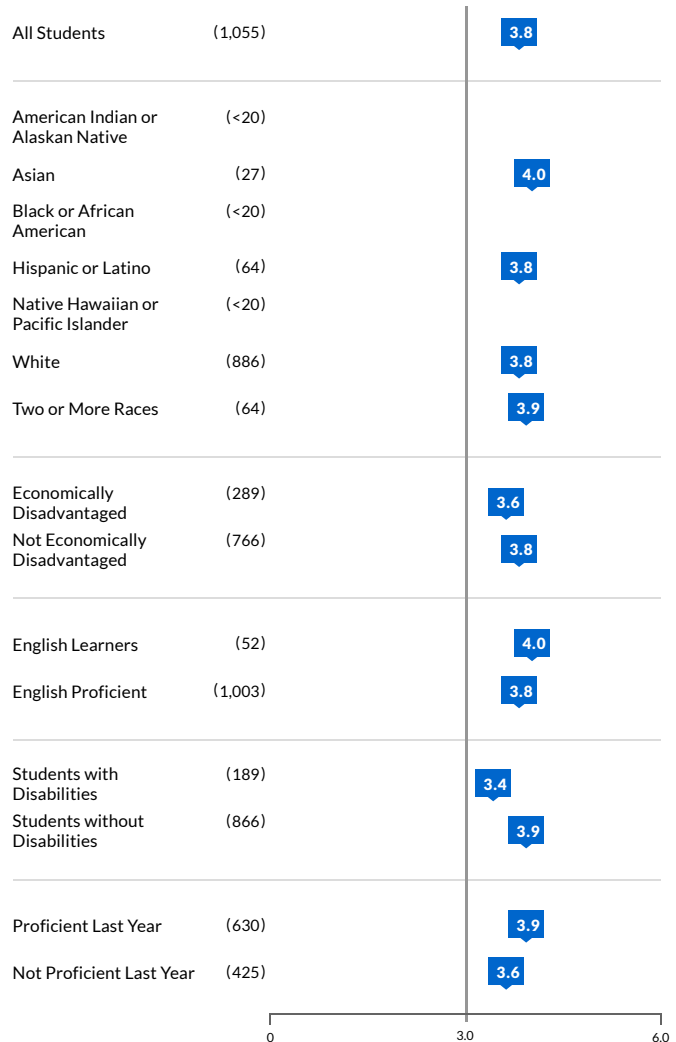 All Students (1,055) 3.8
American Indian or (<20)
Alaskan Native
Asian (27) 4.0
Black or African (<20)
American
Hispanic or Latino (64) 3.8
Native Hawaiian or (<20)
Pacific Islander
White (886) 3.8
Two or More Races (64) 3.9
Economically (289) 3.6
Disadvantaged
Not Economically (766) 3.8
Disadvantaged
English Learners (52) 4.0
English Proficient (1,003) 3.8
Students with (189) 3.4
Disabilities
Students without (866) 3.9
Disabilities
Proficient Last Year (630) 3.9
Not Proficient Last Year (425) 3.6
0 3.0 6.0